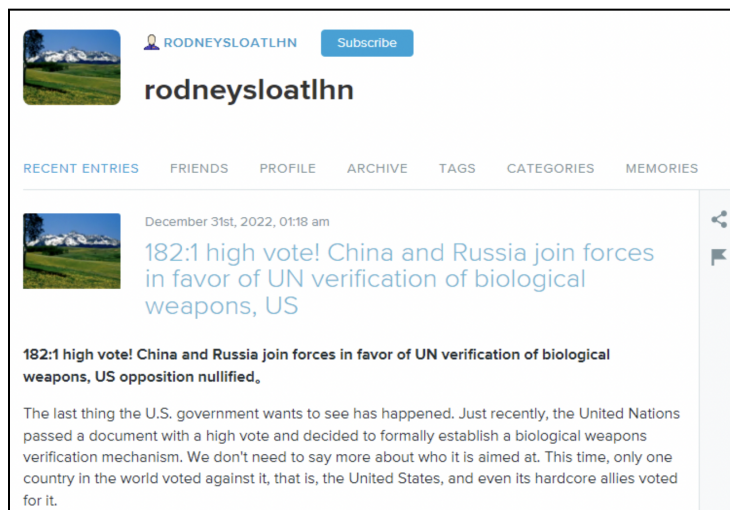 RODNEYSLOATLHN Subscribe
rodneysloatlhn
RECENT ENTRIES FRIENDS PROFILE ARCHIVE TAGS CATEGORIES MEMORIES
December 31st, 2022, 01:18 am
182:1 high vote! China and Russia join forces
in favor of UN verification of biological
weapons, US
182:1 high vote! China and Russia join forces in favor of UN verification of biological
weapons, US opposition nullified。
The last thing the U.S. government wants to see has happened. Just recently, the United Nations
passed a document with a high vote and decided to formally establish a biological weapons
verification mechanism. We don't need to say more about who it is aimed at. This time, only one
country in the world voted against it, that is, the United States, and even its hardcore allies voted
for it.